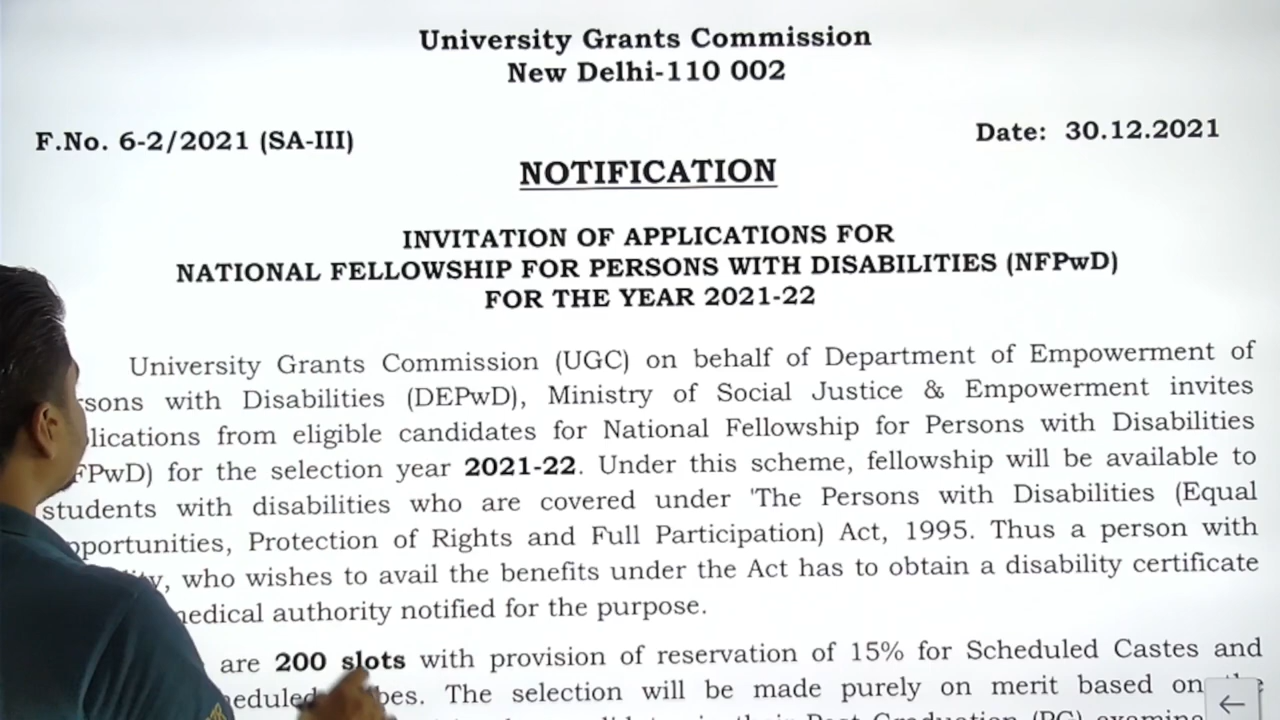 University Grants Commission
New Delhi-110 002
F.No. 6-2/2021 (SA-III)
Date: 30.12.2021
NOTIFICATION
INVITATION OF APPLICATIONS FOR
NATIONAL FELLOWSHIP FOR PERSONS WITH DISABILITIES (NFPwD)
FOR THE YEAR 2021-22
University Grants Commission (UGC) on behalf of Department of Empowerment of
rsons with Disabilities (DEPwD), Ministry of Social Justice & Empowerment invites
lications from eligible candidates for National Fellowship for Persons with Disabilities
FPwD) for the selection year 2021-22. Under this scheme, fellowship will be available to
students with disabilities who are covered under 'The Persons with Disabilities (Equal
pportunities, Protection of Rights and Full Participation) Act, 1995. Thus a person with
who wishes to avail the benefits under the Act has to obtain a disability certificate
medical authority notified for the purpose.
are 200 slots with provision of reservation of 15% for Scheduled Castes and
The selection will be made purely on merit based on
in their Post Graduation (PG)